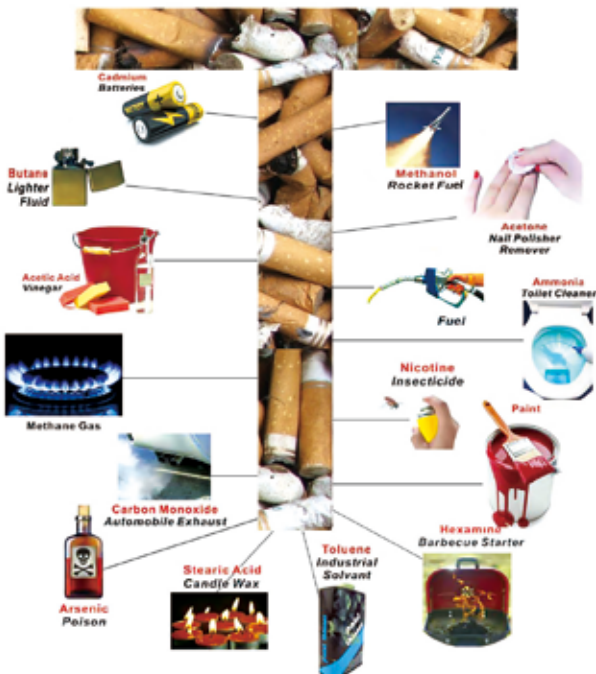 Cadmium
Batteries
Butane
Lighter
Fluid
Acetic Acid
Vinegar
Methane Gas
Carbon Monoxide
Automobile Exhaust
Arsenic
Poison
Stearic Acid
Candle Wax
Toluene
Industrial
Solvent
Hexamine
Barbecue Starter
Paint
Nicotine
Insecticide
Ammonia
Toilet Cleaner
Fuel
Acetone
Nail Polisher
Remover
Methanol
Rocket Fuel